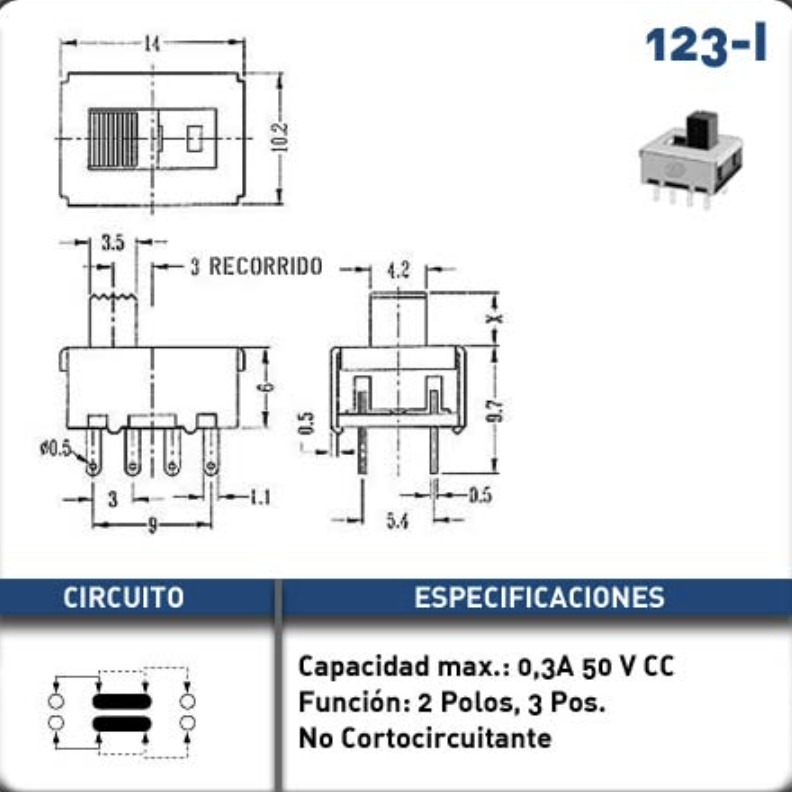 123-I
14
10.2
3.5
3 RECORRIDO
4.2
X
6
9.7
0.5
ø0.5
3
1.1
9
0.5
5.4
CIRCUITO
ESPECIFICACIONES
Capacidad max.: 0,3A 50 V CC
Función: 2 Polos, 3 Pos.
No Cortocircuitante